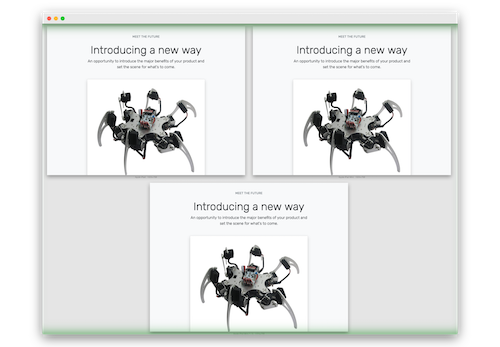 MEET THE FUTURE
Introducing a new way
An opportunity to introduce the major benefits of your product and
set the scene for what's to come.
MEET THE FUTURE
Introducing a new way
An opportunity to introduce the major benefits of your product and
set the scene for what's to come.
MEET THE FUTURE
Introducing a new way
An opportunity to introduce the major benefits of your product and
set the scene for what's to come.